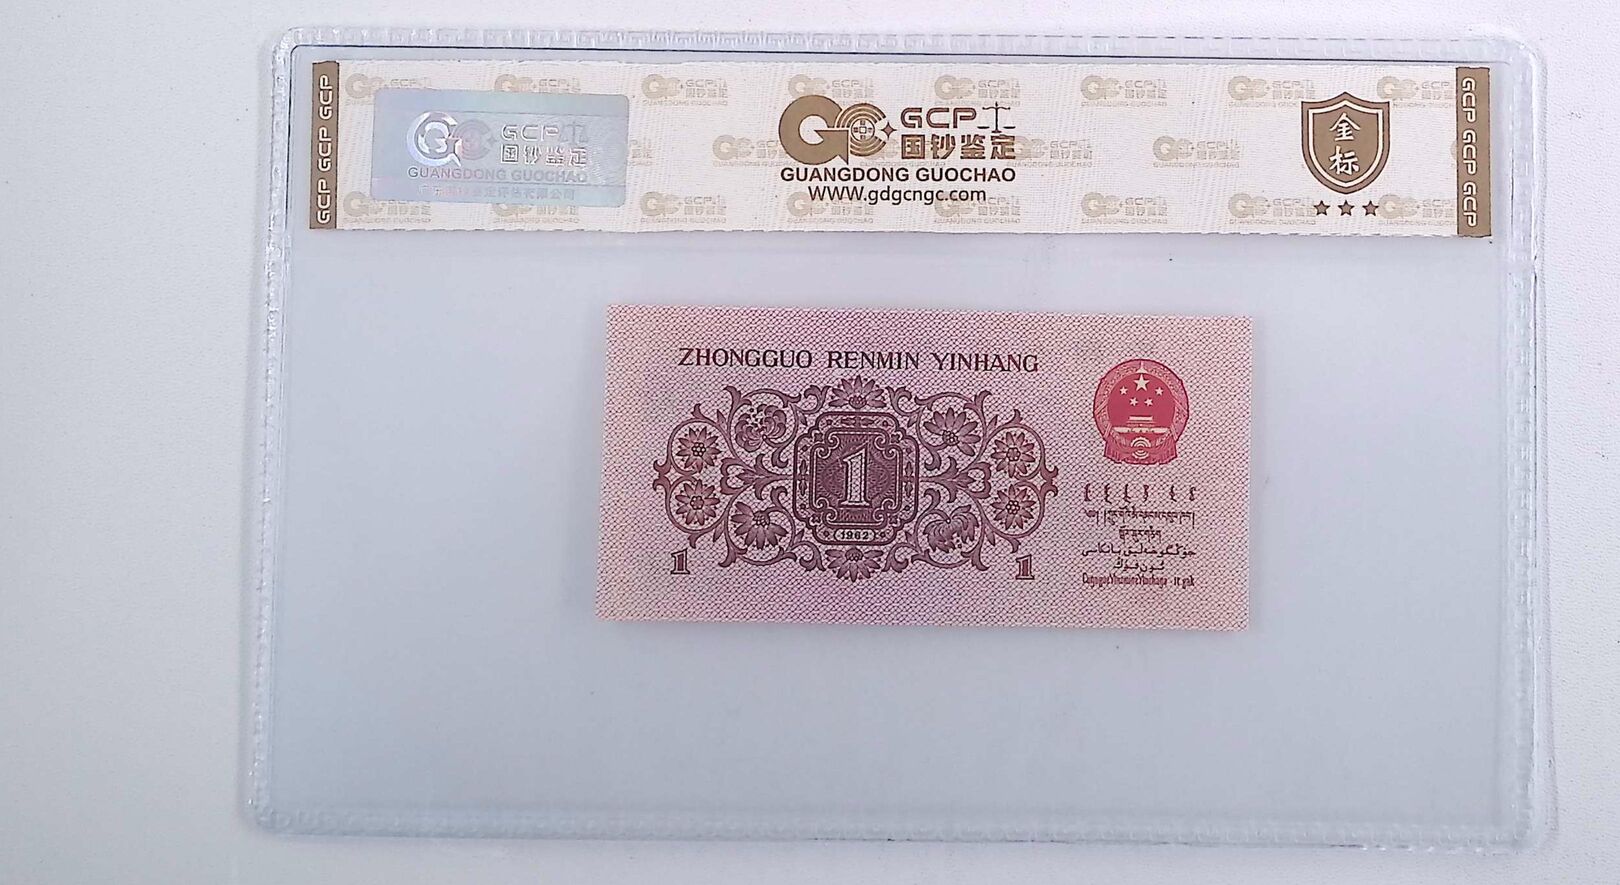 GCP GCP GCP
GCP
国钞鉴定
GUANGDONG GUOCHAO
GCP
国钞鉴定
GUANGDONG GUOCHAO
WWW.gdgcngc.com
金
标
GCP GCP GCP
ZHONGGUO RENMIN YINHANG
1
(1962)
1
1